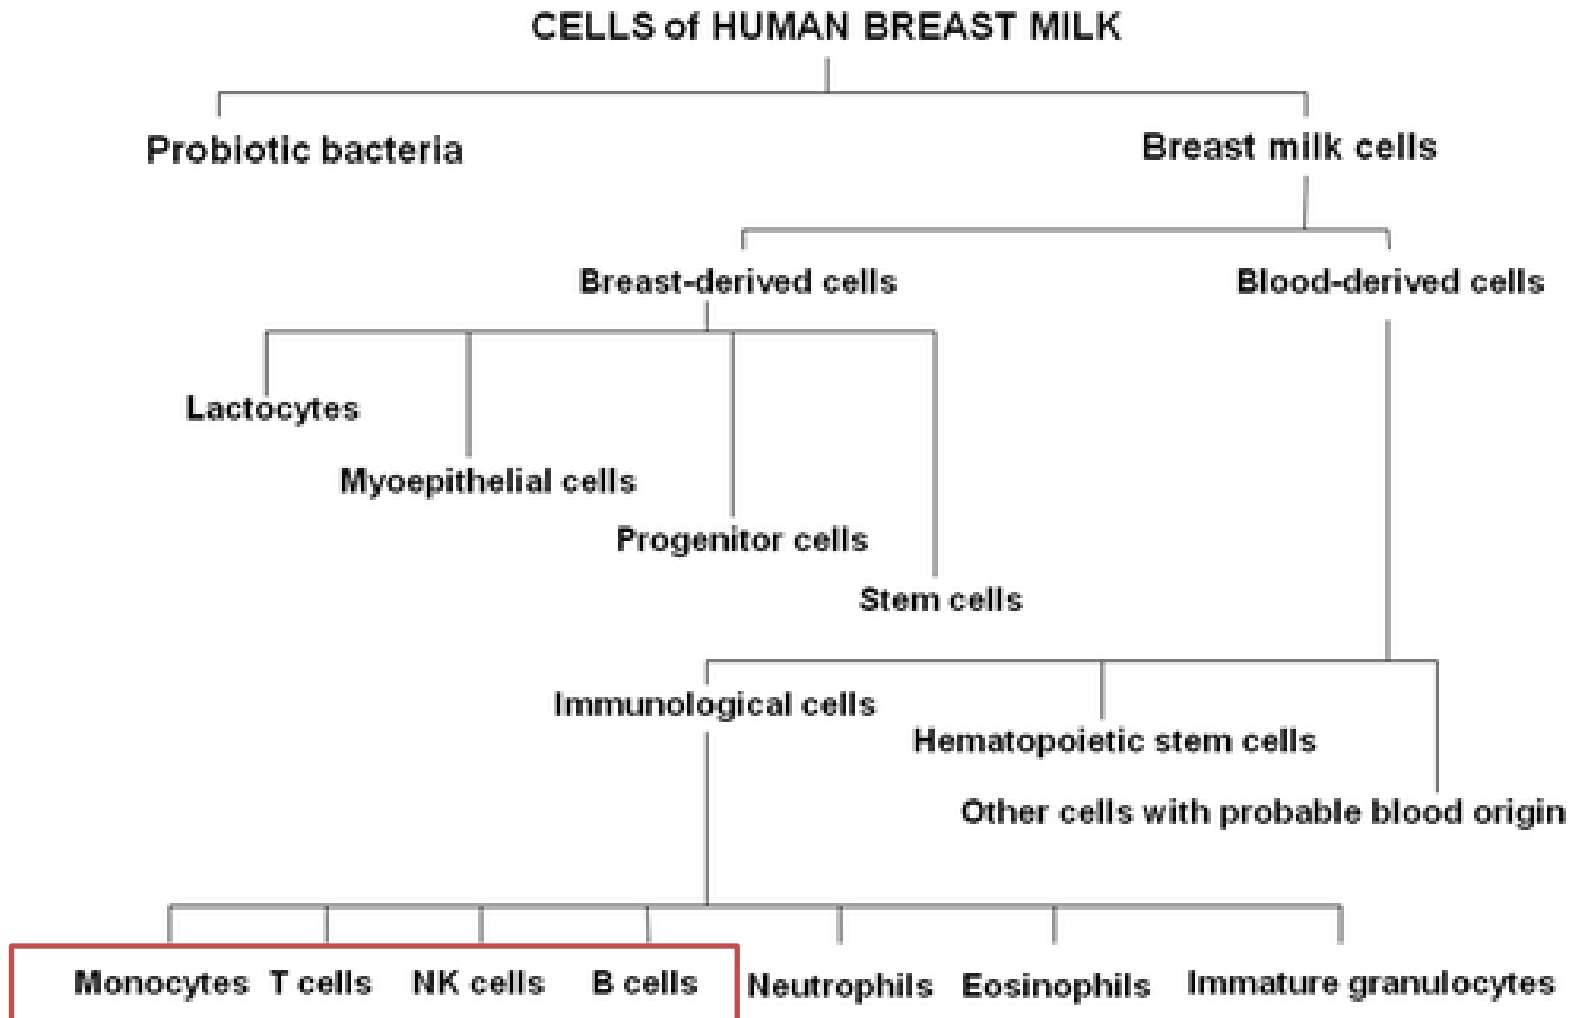 CELLS of HUMAN BREAST MILK
Probiotic bacteria
Breast milk cells
Breast-derived cells
Blood-derived cells
Lactocytes
Myoepithelial cells
Progenitor cells
Stem cells
Immunological cells
Hematopoietic stem cells
Other cells with probable blood origin
Monocytes
T cells
NK cells
B cells
Neutrophils
Eosinophils
Immature granulocytes